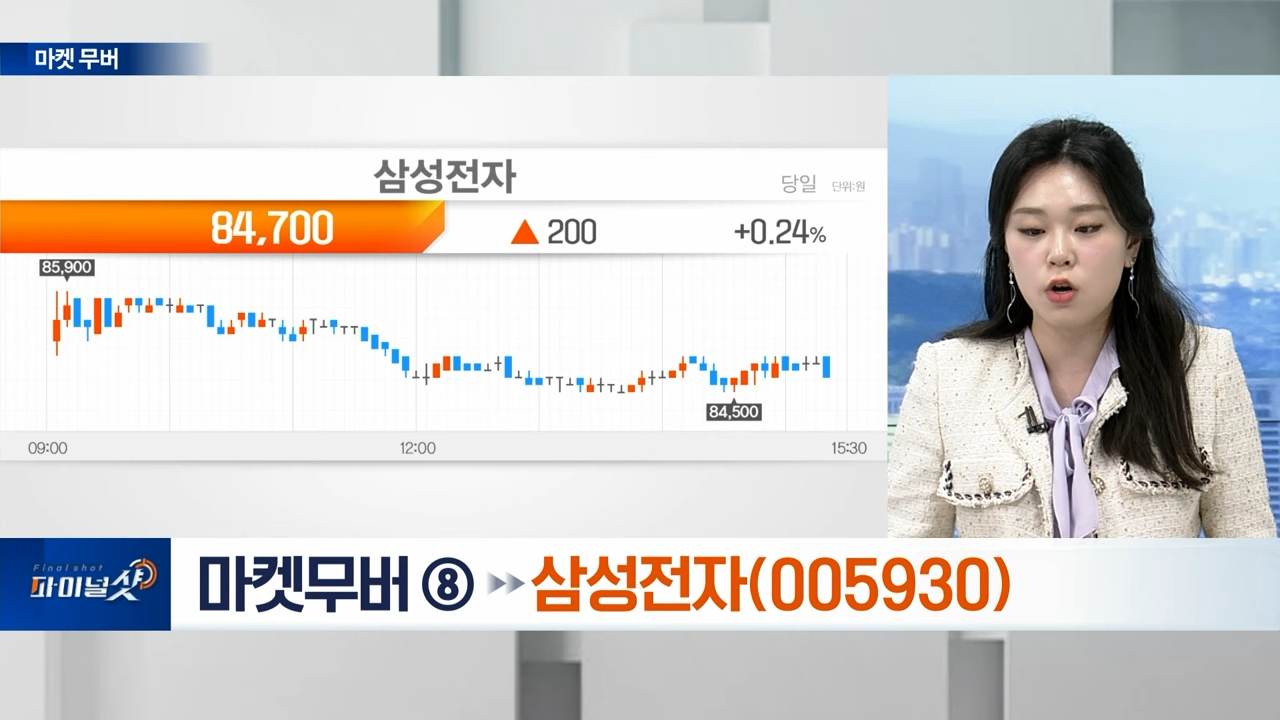 마켓 무버
삼성전자
당일 단위:원
84,700 ▲ 200 +0.24%
85,900
84,500
09:00 12:00 15:30
Final shot
파이널샷
마켓무버 ⑧ ▶▶ 삼성전자(005930)